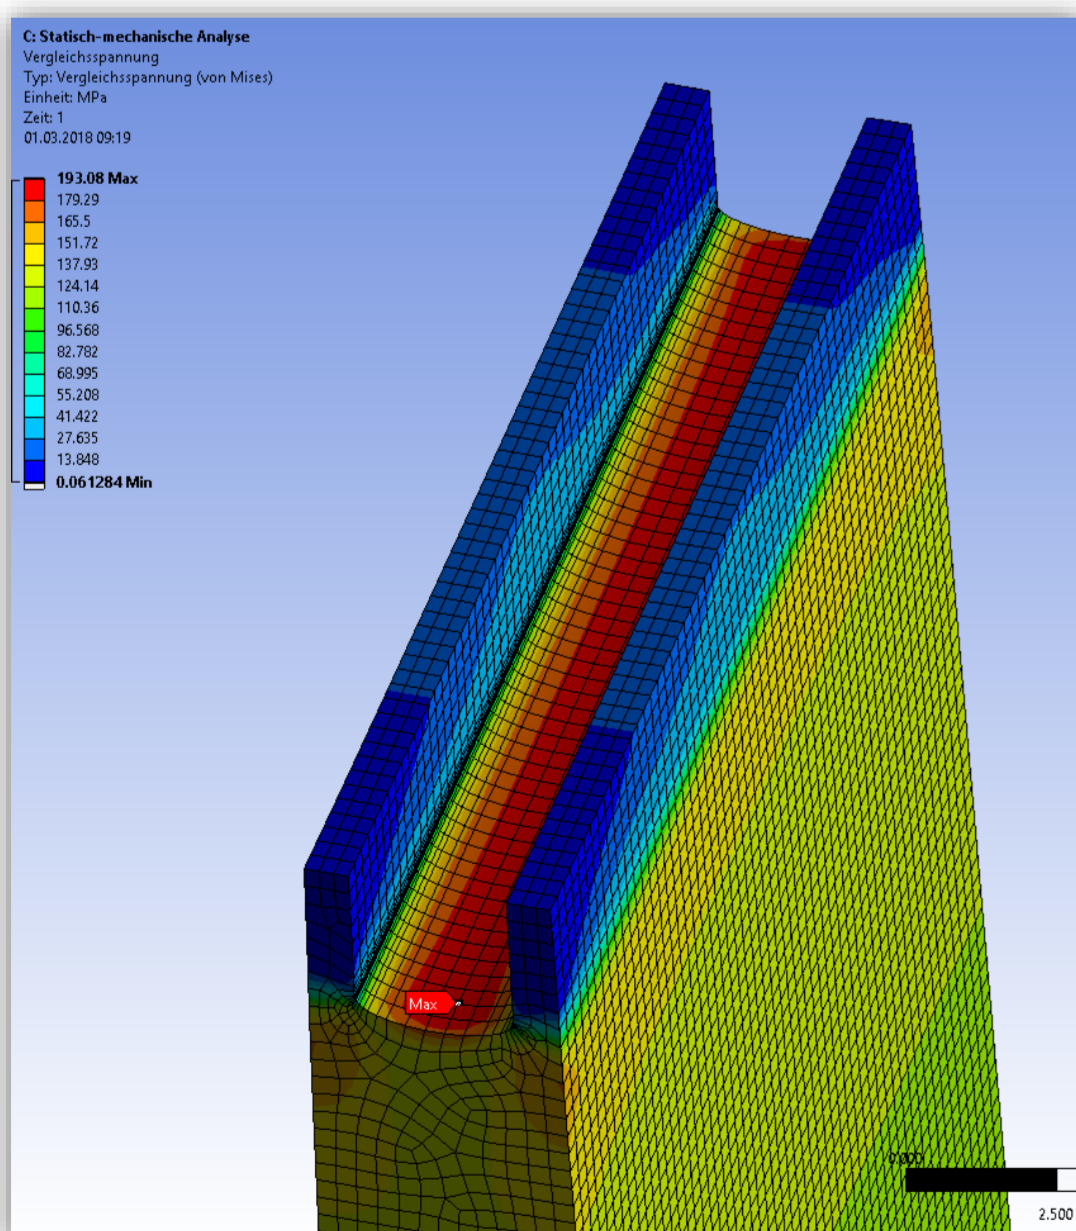 C: Statisch-mechanische Analyse
Vergleichsspannung
Typ: Vergleichsspannung (von Mises)
Einheit: MPa
Zeit: 1
01.03.2018 09:19
193.08 Max
179.29
165.5
151.72
137.93
124.14
110.36
96.568
82.782
68.995
55.208
41.422
27.635
13.848
0.061284 Min
Max
0.000
2.500